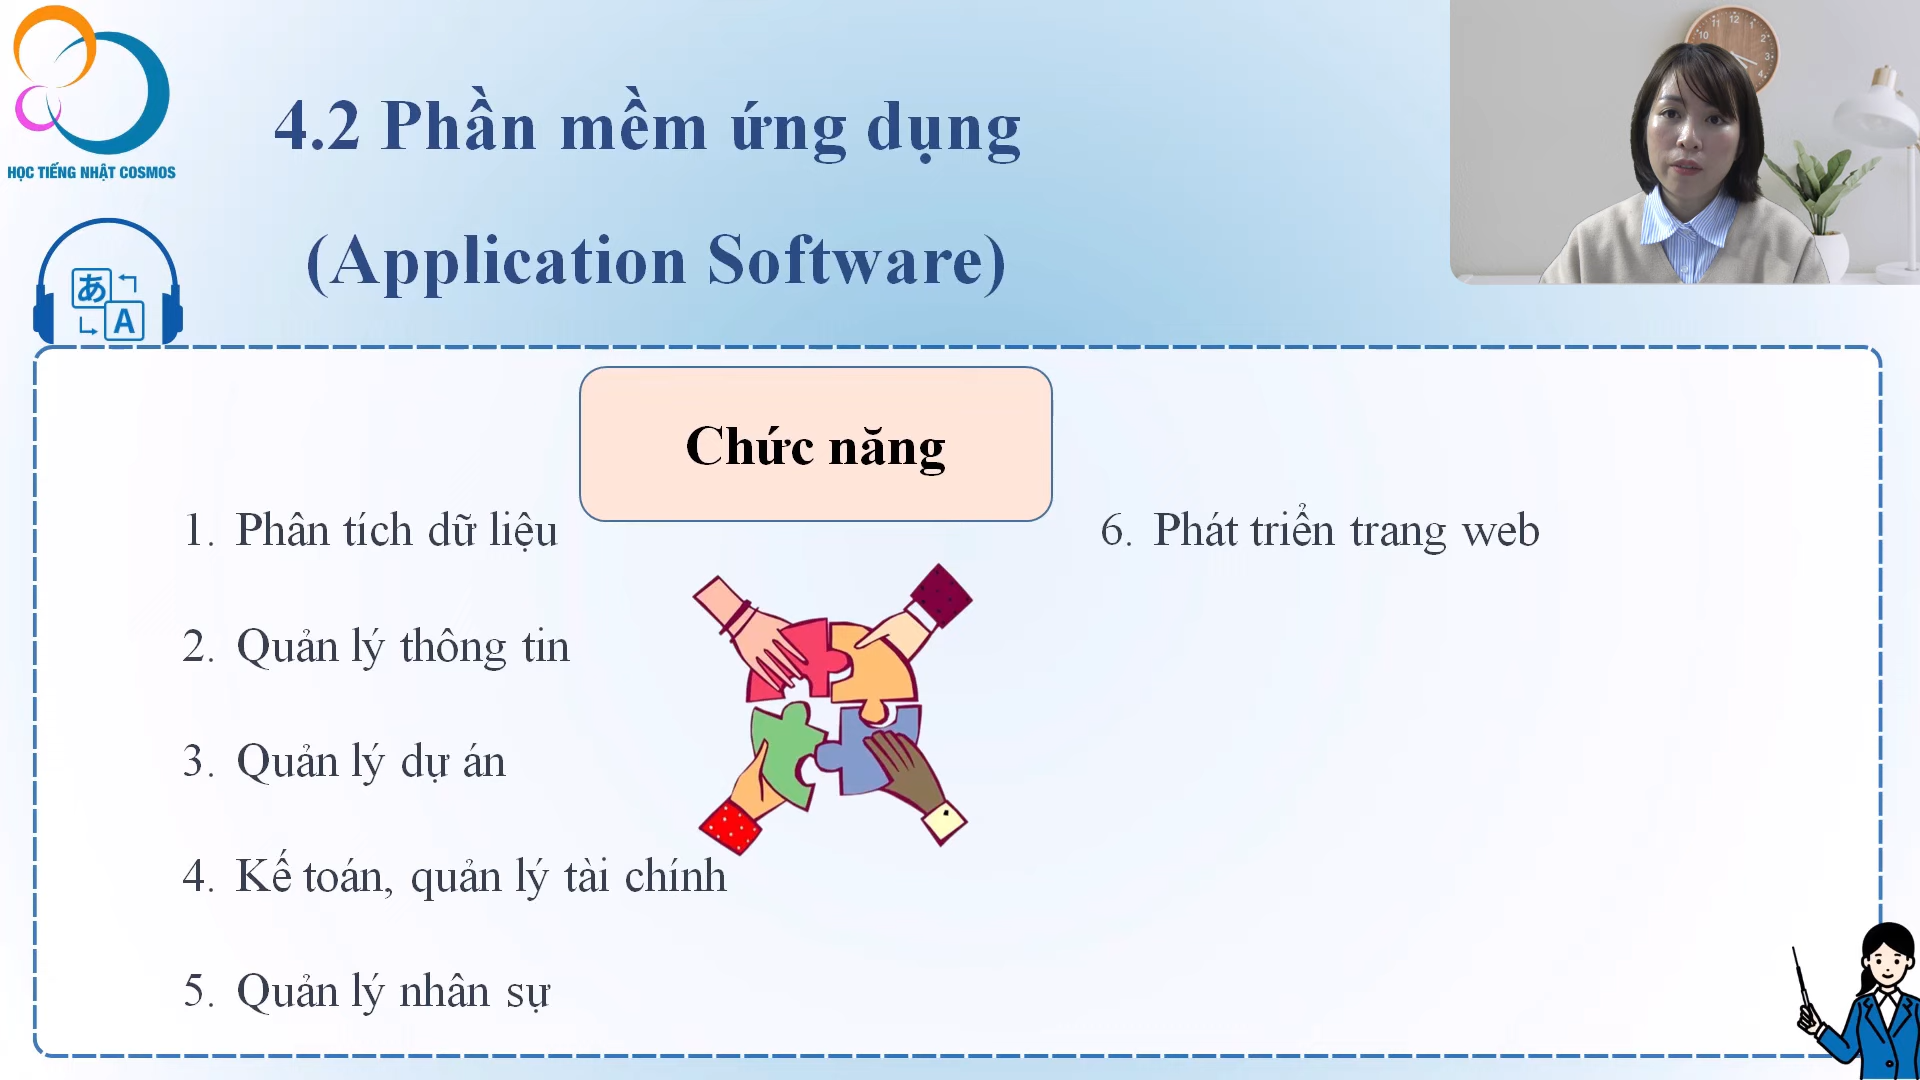 HỌC TIẾNG NHẬT COSMOS
4.2 Phần mềm ứng dụng
(Application Software)
あ
A
Chức năng
1. Phân tích dữ liệu
2. Quản lý thông tin
3. Quản lý dự án
4. Kế toán, quản lý tài chính
5. Quản lý nhân sự
6. Phát triển trang web